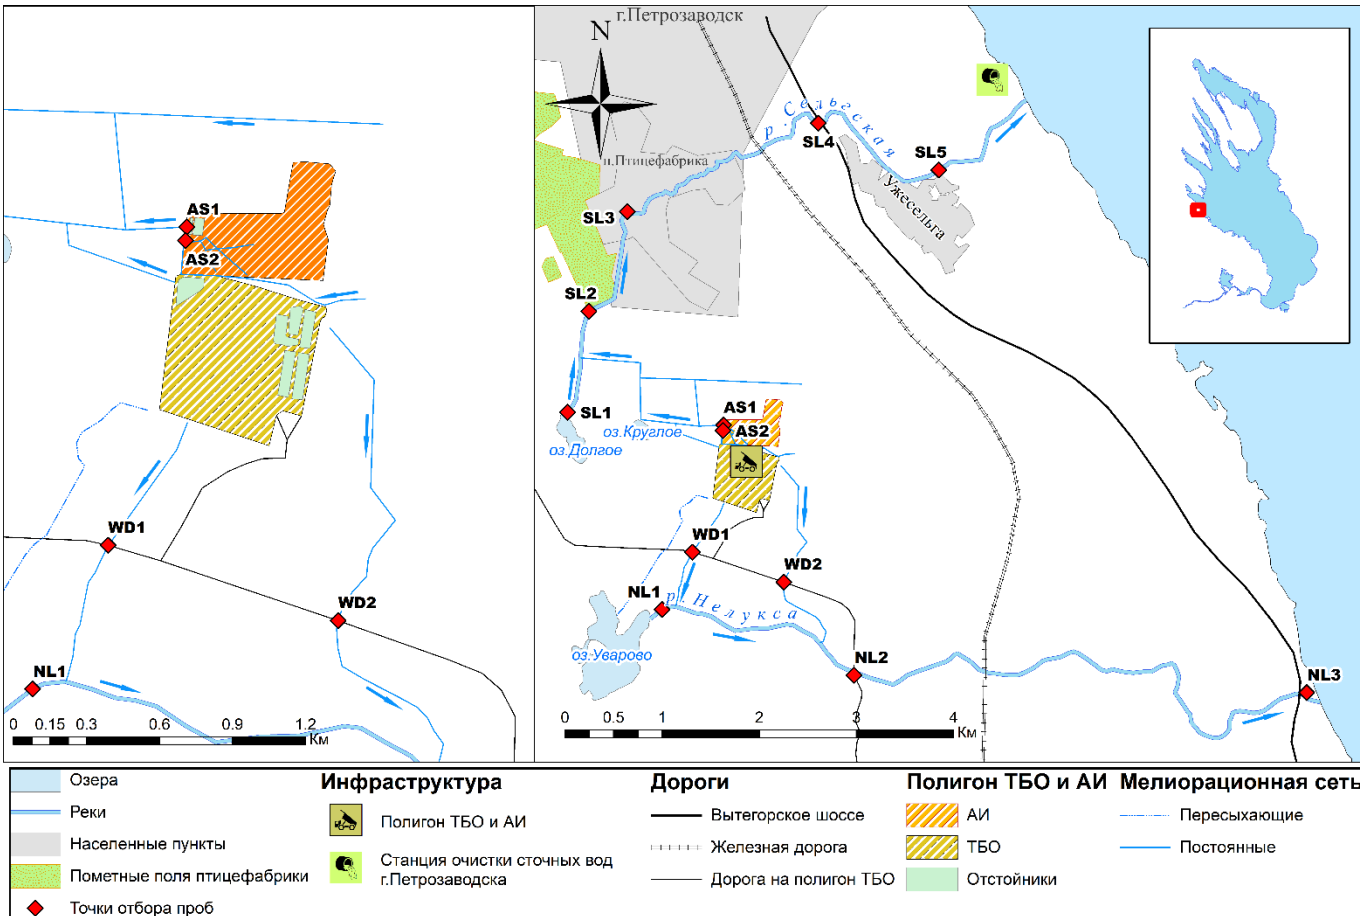 AS1
AS2
WD1
WD2
NL1
0 0.15 0.3 0.6 0.9 1.2
Км
г.Петрозаводск
N
р. Сельгская
SL4
п.Птицефабрика
SL5
Ужесельга
SL3
SL2
SL1
AS1
AS2
оз.Круглое
оз.Долгое
WD1
WD2
NL1
р. Нелукса
оз.Уварово
NL2
NL3
0 0.5 1 2 3 4
Км
Озера
Реки
Населенные пункты
Пометные поля птицефабрики
Точки отбора проб
Инфраструктура
Полигон ТБО и АИ
Станция очистки сточных вод
г.Петрозаводска
Дороги
Вытегорское шоссе
Железная дорога
Дорога на полигон ТБО
Полигон ТБО и АИ
АИ
ТБО
Отстойники
Мелиорационная сеть
Пересыхающие
Постоянные